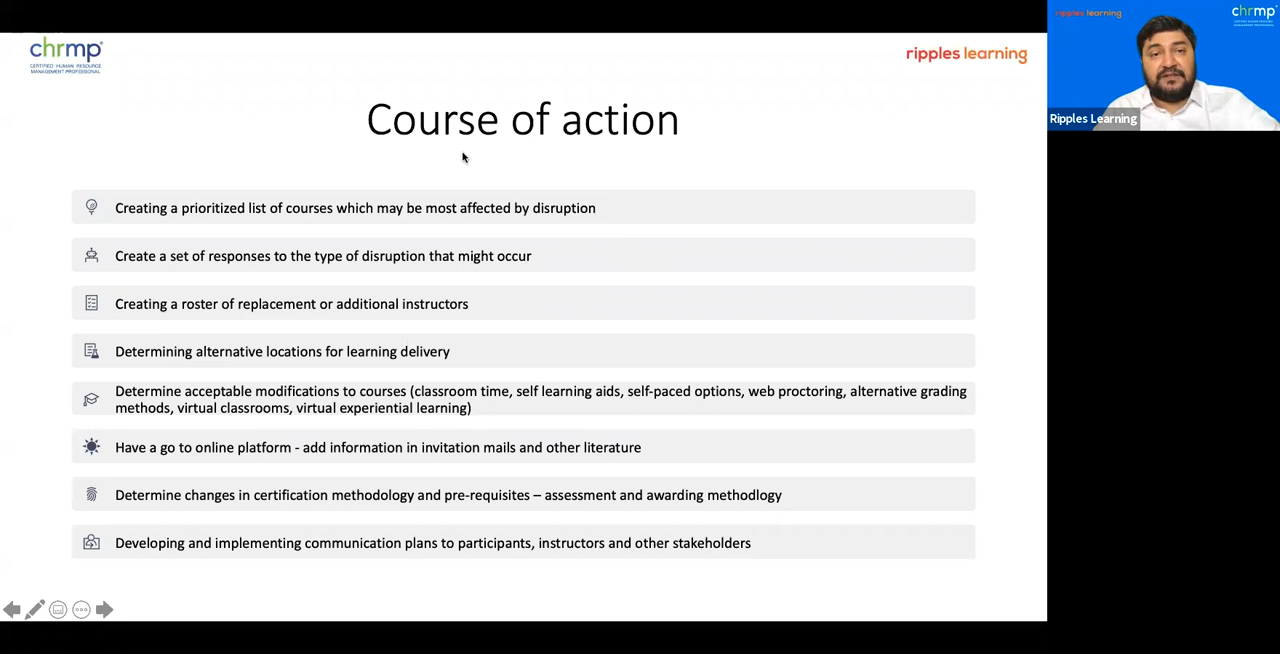 chrmp
CERTIFIED HUMAN RESOURCE
MANAGEMENT PROFESSIONAL
ripples learning
Course of action
Creating a prioritized list of courses which may be most affected by disruption
Create a set of responses to the type of disruption that might occur
Creating a roster of replacement or additional instructors
Determining alternative locations for learning delivery
Determine acceptable modifications to courses (classroom time, self learning aids, self-paced options, web proctoring, alternative grading
methods, virtual classrooms, virtual experiential learning)
Have a go to online platform - add information in invitation mails and other literature
Determine changes in certification methodology and pre-requisites – assessment and awarding methodlogy
Developing and implementing communication plans to participants, instructors and other stakeholders
ripples learning
chrmp
Ripples Learning